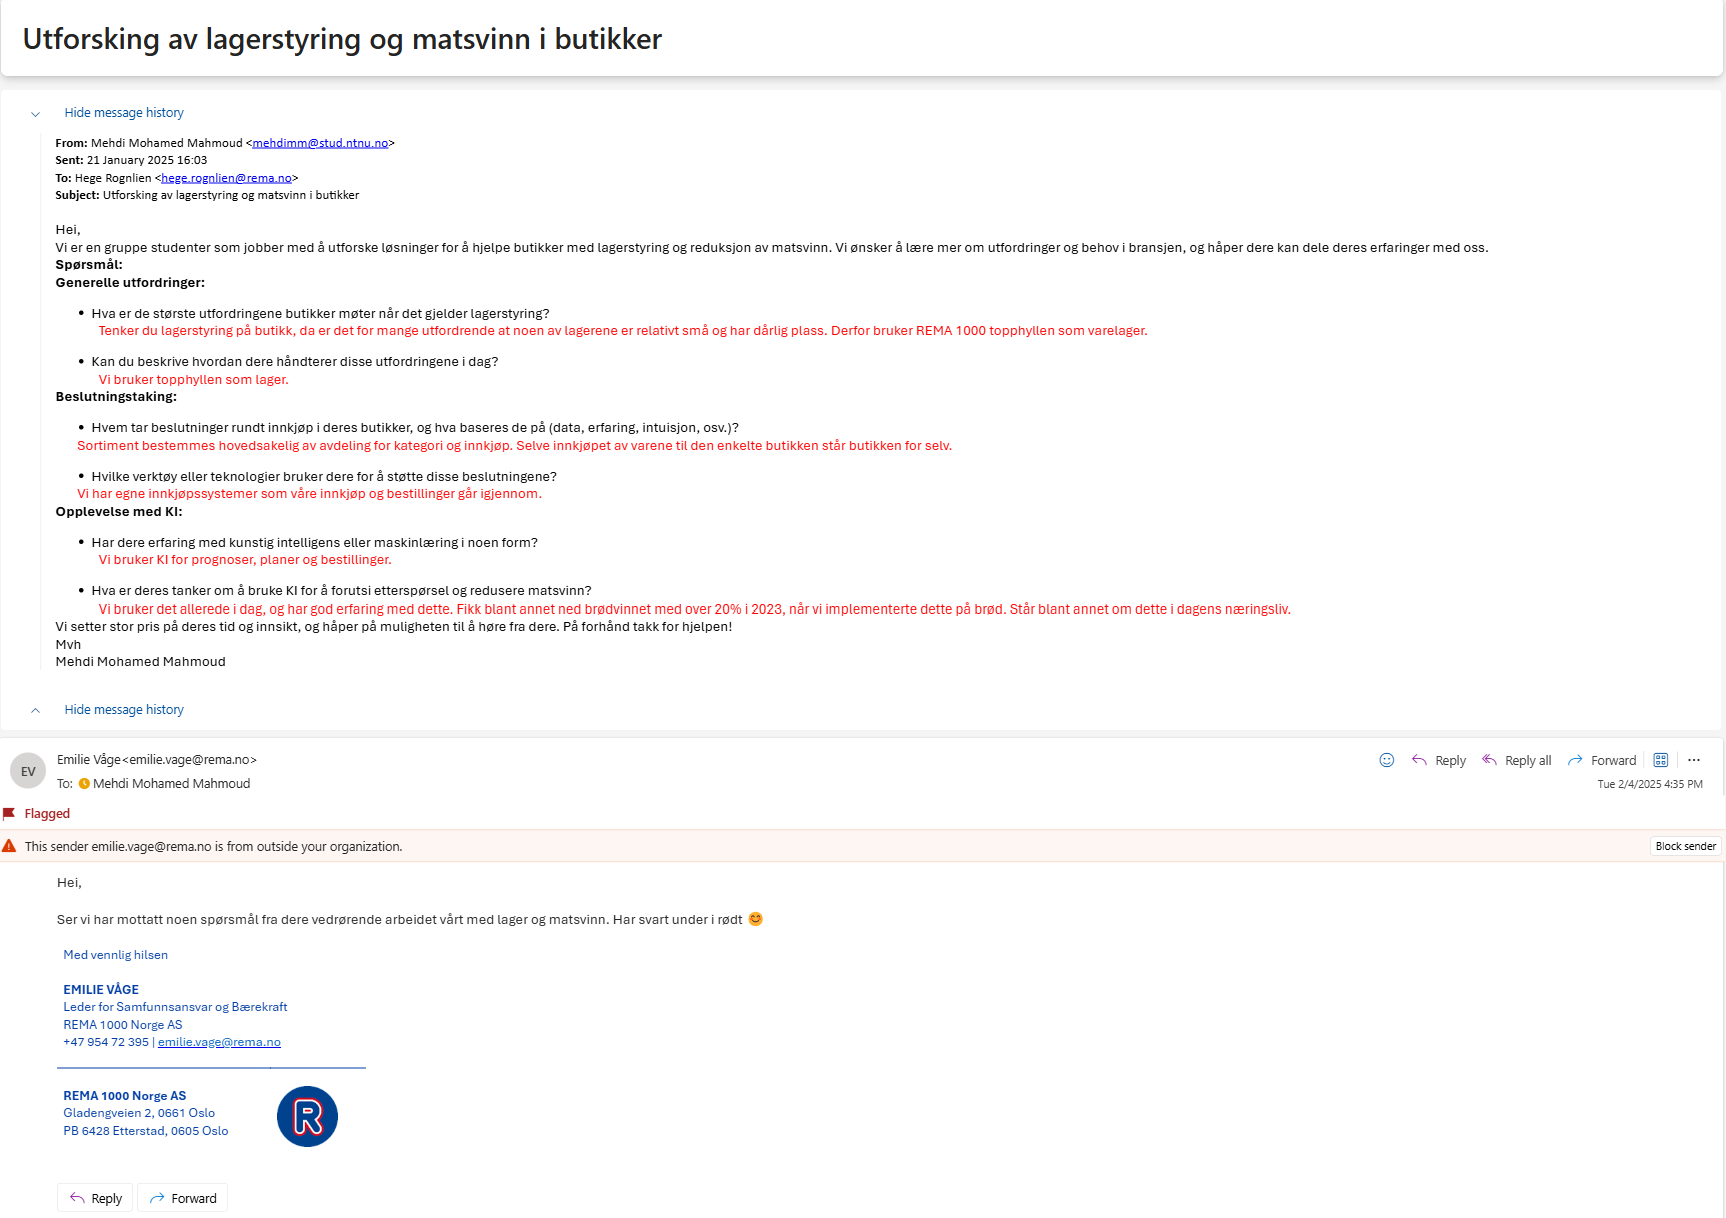 Utforsking av lagerstyring og matsvinn i butikker
Hide message history
From: Mehdi Mohamed Mahmoud <mehdimm@stud.ntnu.no>
Sent: 21 January 2025 16:03
To: Hege Rognlien <hege.rognlien@rema.no>
Subject: Utforsking av lagerstyring og matsvinn i butikker
Hei,
Vi er en gruppe studenter som jobber med å utforske løsninger for å hjelpe butikker med lagerstyring og reduksjon av matsvinn. Vi ønsker å lære mer om utfordringer og behov i bransjen, og håper dere kan dele deres erfaringer med oss.
Spørsmål:
Generelle utfordringer:
• Hva er de største utfordringene butikker møter når det gjelder lagerstyring?
Tenker du lagerstyring på butikk, da er det for mange utfordrende at noen av lagerene er relativt små og har dårlig plass. Derfor bruker REMA 1000 topphyllen som varelager.
• Kan du beskrive hvordan dere håndterer disse utfordringene i dag?
Vi bruker topphyllen som lager.
Beslutningstaking:
• Hvem tar beslutninger rundt innkjøp i deres butikker, og hva baseres de på (data, erfaring, intuisjon, osv.)?
Sortiment bestemmes hovedsakelig av avdeling for kategori og innkjøp. Selve innkjøpet av varene til den enkelte butikken står butikken for selv.
• Hvilke verktøy eller teknologier bruker dere for å støtte disse beslutningene?
Vi har egne innkjøpssystemer som våre innkjøp og bestillinger går igjennom.
Opplevelse med KI:
• Har dere erfaring med kunstig intelligens eller maskinlæring i noen form?
Vi bruker KI for prognoser, planer og bestillinger.
• Hva er deres tanker om å bruke KI for å forutsi etterspørsel og redusere matsvinn?
Vi bruker det allerede i dag, og har god erfaring med dette. Fikk blant annet ned brødvinnet med over 20% i 2023, når vi implementerte dette på brød. Står blant annet om dette i dagens næringsliv.
Vi setter stor pris på deres tid og innsikt, og håper på muligheten til å høre fra dere. På forhånd takk for hjelpen!
Mvh
Mehdi Mohamed Mahmoud
Hide message history
EV
Emilie Våge<emilie.vage@rema.no>
To: Mehdi Mohamed Mahmoud
Reply
Reply all
Forward
Tue 2/4/2025 4:35 PM
Flagged
This sender emilie.vage@rema.no is from outside your organization.
Block sender
Hei,
Ser vi har mottatt noen spørsmål fra dere vedrørende arbeidet vårt med lager og matsvinn. Har svart under i rødt 😊
Med vennlig hilsen
EMILIE VÅGE
Leder for Samfunnsansvar og Bærekraft
REMA 1000 Norge AS
+47 954 72 395 | emilie.vage@rema.no
REMA 1000 Norge AS
Gladengveien 2, 0661 Oslo
PB 6428 Etterstad, 0605 Oslo
R
Reply
Forward